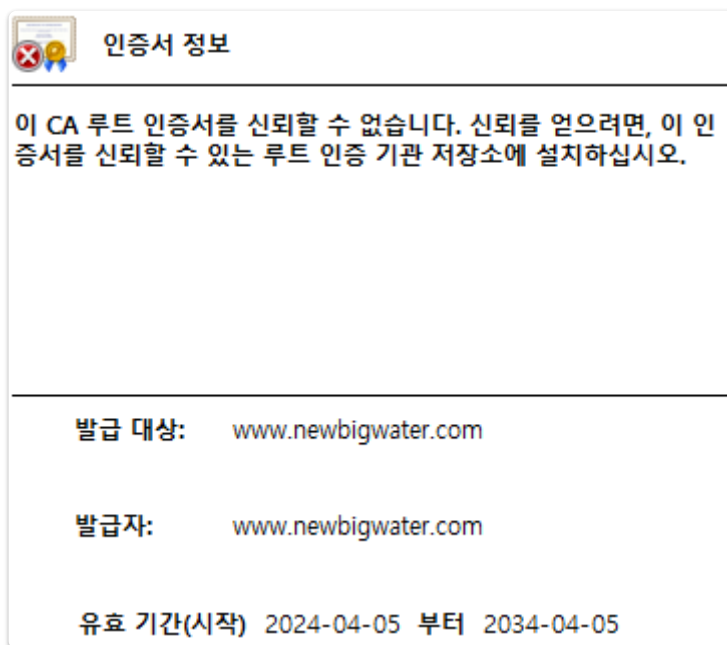 인증서 정보
이 CA 루트 인증서를 신뢰할 수 없습니다. 신뢰를 얻으려면, 이 인
증서를 신뢰할 수 있는 루트 인증 기관 저장소에 설치하십시오.
발급 대상: www.newbigwater.com
발급자: www.newbigwater.com
유효 기간(시작) 2024-04-05 부터 2034-04-05